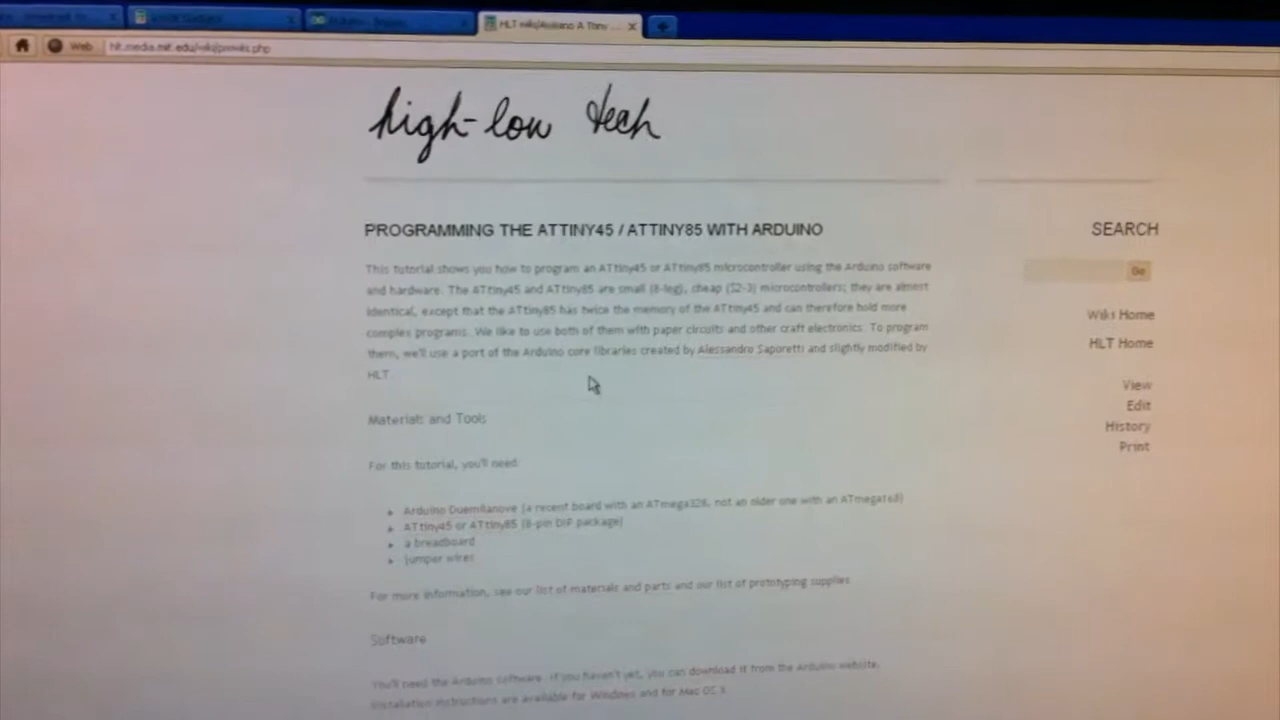 HLT wiki/Arduino A Tiny ...
Web
hlt.media.mit.edu/wiki/pmwiki.php
high-low tech
PROGRAMMING THE ATTINY45 / ATTINY85 WITH ARDUINO
SEARCH
This tutorial shows you how to program an ATtiny45 or ATtiny85 microcontroller using the Arduino software
Go
and hardware. The ATtiny45 and ATtiny85 are small (8-leg), cheap ($2-3) microcontrollers; they are almost
identical, except that the ATtiny85 has twice the memory of the ATtiny45 and can therefore hold more
Wiki Home
complex programs. We like to use both of them with paper circuits and other craft electronics. To program
HLT Home
them, we'll use a port of the Arduino core libraries created by Alessandro Saporetti and slightly modified by
HLT
View
Edit
Materials and Tools
History
Print
For this tutorial, you'll need
Arduino Duemilanove (a recent board with an ATmega328, not an older one with an ATmega168)
ATtiny45 or ATtiny85 (8-pin DIP package)
a breadboard
jumper wires
For more information, see our list of materials and parts and our list of prototyping supplies
Software
You'll need the Arduino software. If you haven't yet, you can download it from the Arduino website.
Installation instructions are available for Windows and for Mac OS X